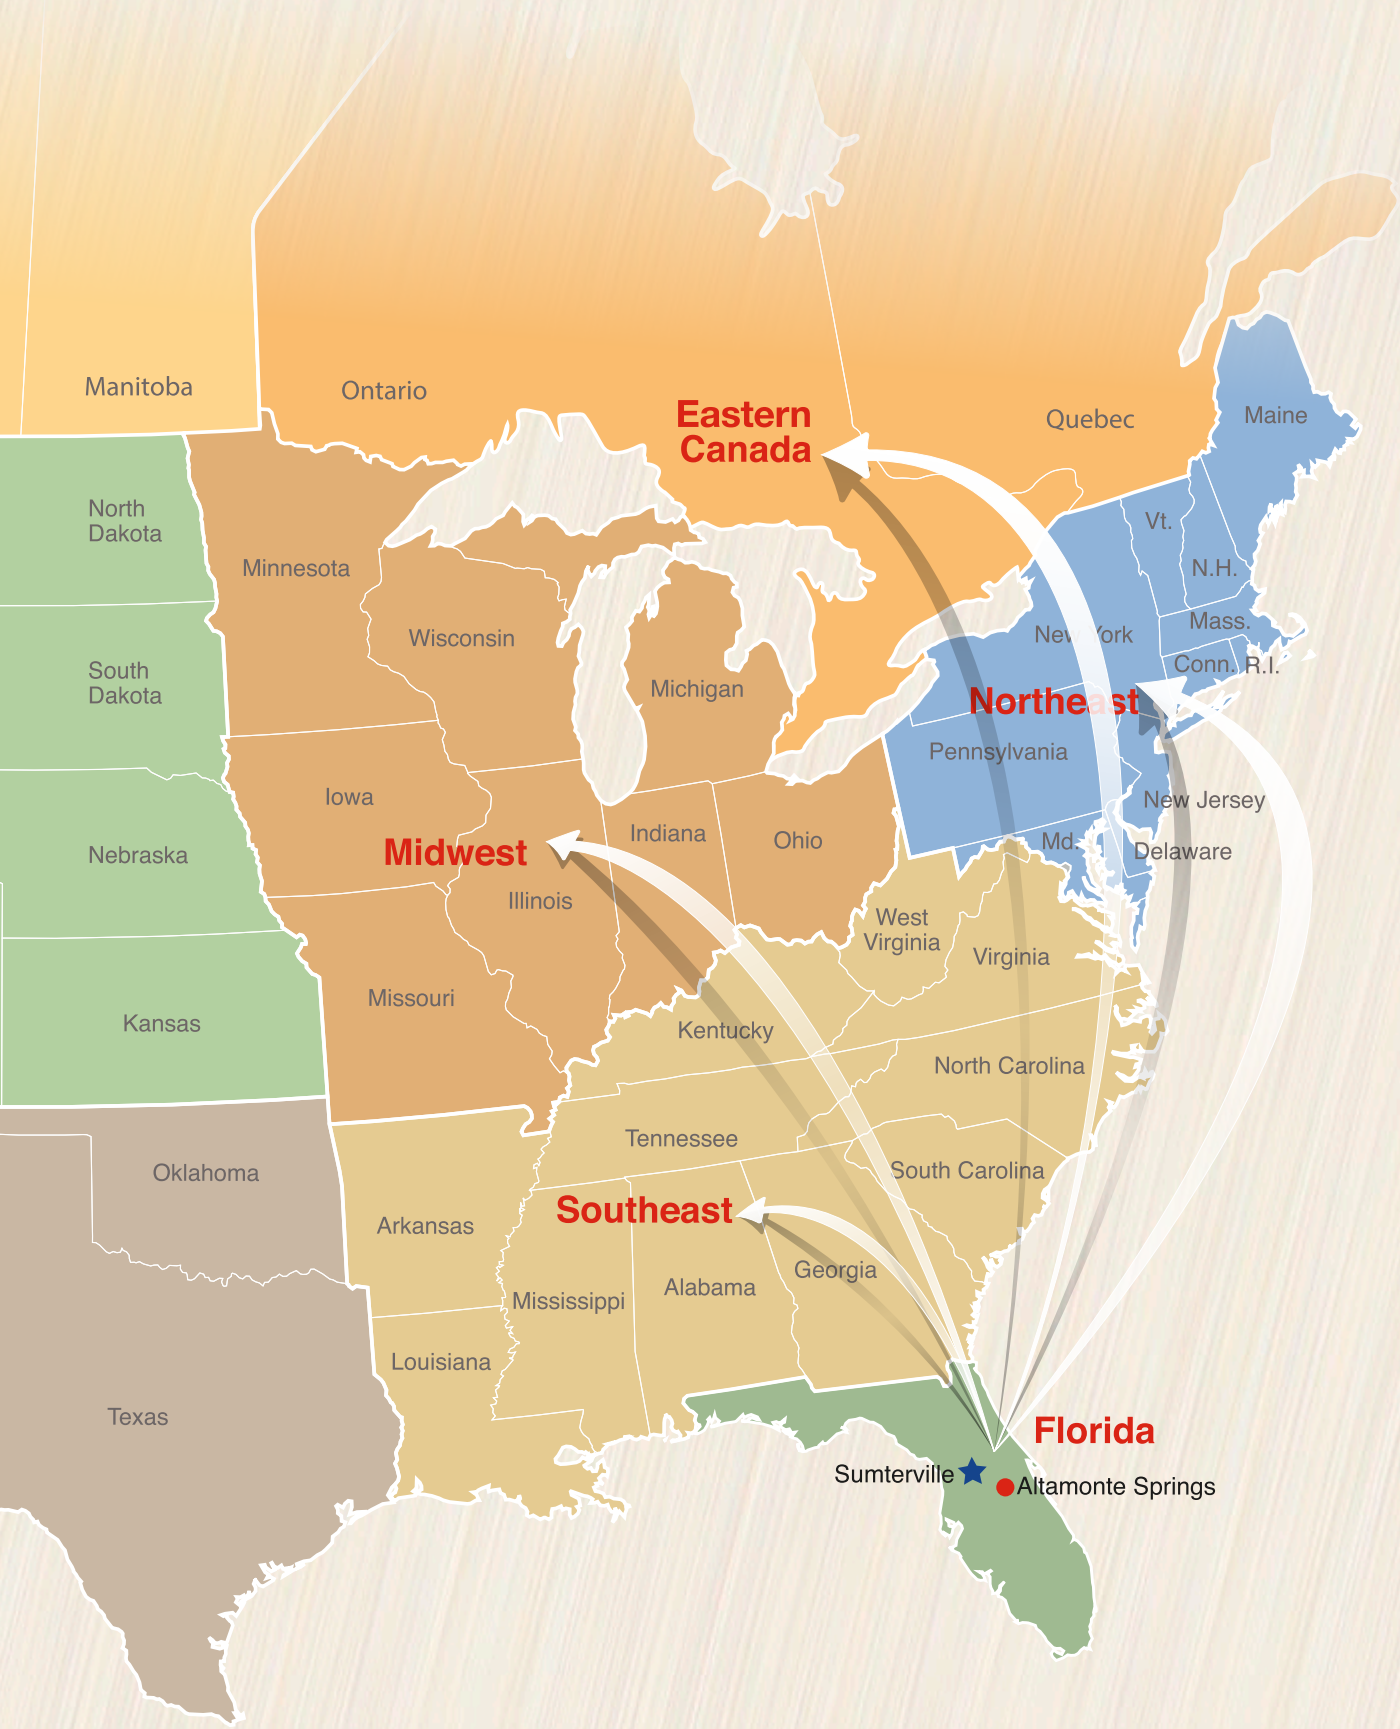 Manitoba
Ontario
Eastern
Canada
Quebec
Maine
North
Dakota
Minnesota
Vt.
N.H.
Wisconsin
New York
Mass.
South
Dakota
Michigan
Conn.
R.I.
Northeast
Pennsylvania
Iowa
New Jersey
Indiana
Ohio
Md.
Delaware
Nebraska
Midwest
Illinois
West
Virginia
Virginia
Missouri
Kansas
Kentucky
North Carolina
Tennessee
Oklahoma
South Carolina
Southeast
Arkansas
Georgia
Alabama
Mississippi
Louisiana
Texas
Florida
Sumterville
Altamonte Springs